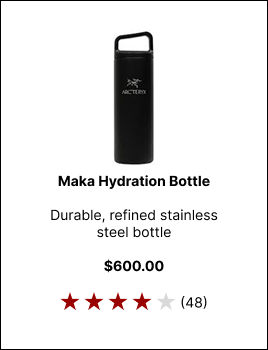 ARC'TERYX
Maka Hydration Bottle
Durable, refined stainless
steel bottle
$600.00
(48)